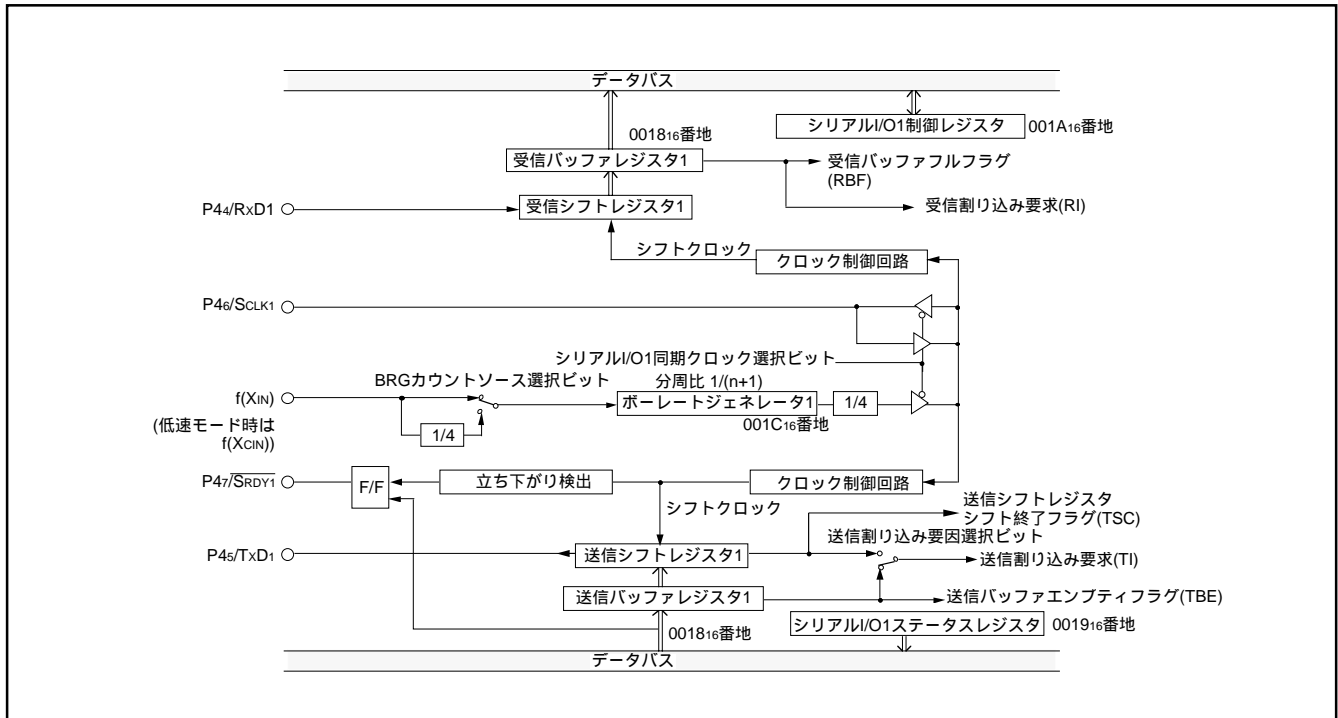 データバス
シリアルI/O1制御レジスタ 001A16番地
001816番地
受信バッファレジスタ1
受信バッファフルフラグ
(RBF)
P44/RxD1
受信シフトレジスタ1
受信割り込み要求(RI)
シフトクロック
クロック制御回路
P46/SCLK1
シリアルI/O1同期クロック選択ビット
BRGカウントソース選択ビット
分周比 1/(n+1)
f(XIN)
ボーレートジェネレータ1
1/4
001C16番地
(低速モード時は
f(XCIN))
1/4
P47/SRDY1
F/F
立ち下がり検出
クロック制御回路
シフトクロック
送信シフトレジスタ
シフト終了フラグ(TSC)
送信割り込み要因選択ビット
P45/TxD1
送信シフトレジスタ1
送信割り込み要求(TI)
送信バッファレジスタ1
送信バッファエンプティフラグ(TBE)
001816番地
シリアルI/O1ステータスレジスタ 001916番地
データバス